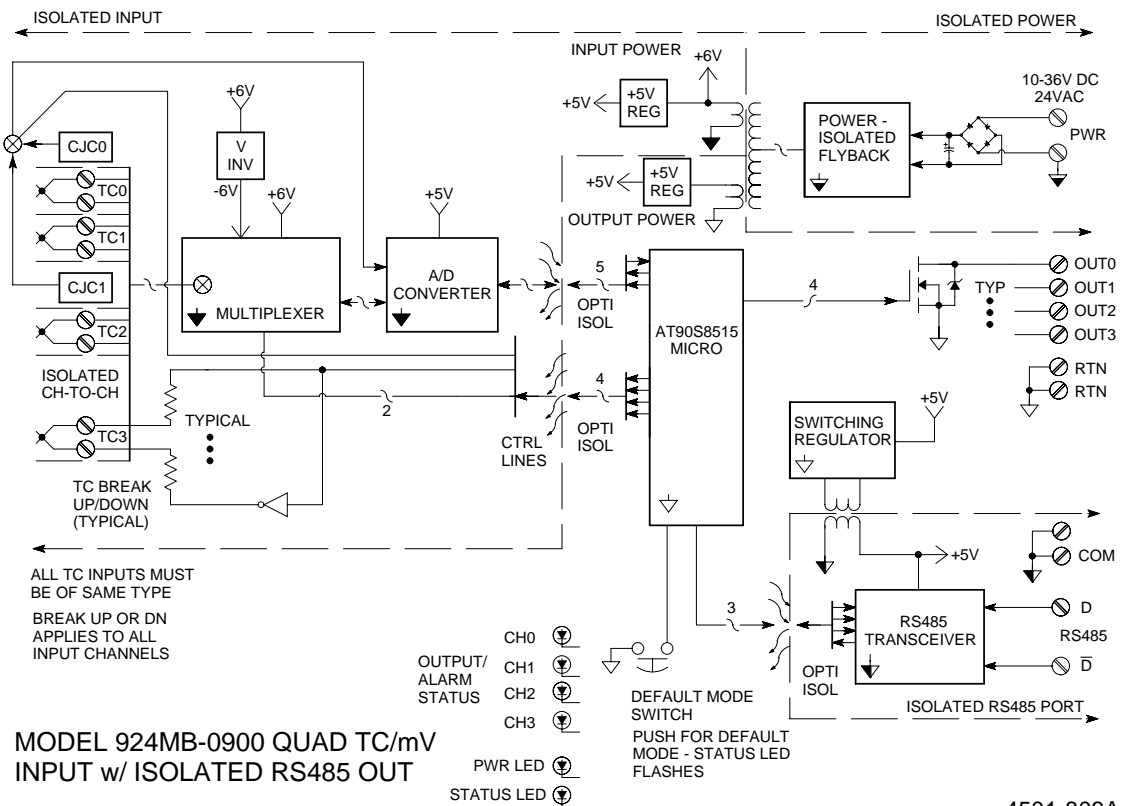 ISOLATED INPUT
ISOLATED POWER
INPUT POWER
+6V
+5V
+5V
REG
10-36V DC
24VAC
PWR
POWER -
ISOLATED
FLYBACK
+5V
+5V
REG
OUTPUT POWER
+6V
V
INV
-6V
+6V
+5V
CJC0
TC0
TC1
CJC1
TC2
ISOLATED
CH-TO-CH
TC3
TC BREAK
UP/DOWN
(TYPICAL)
TYPICAL
MULTIPLEXER
A/D
CONVERTER
2
CTRL
LINES
5
OPTI
ISOL
4
OPTI
ISOL
AT90S8515
MICRO
4
TYP
OUT0
OUT1
OUT2
OUT3
RTN
RTN
SWITCHING
REGULATOR
+5V
+5V
COM
3
RS485
TRANSCEIVER
D
RS485
D̅
OPTI
ISOL
ISOLATED RS485 PORT
ALL TC INPUTS MUST
BE OF SAME TYPE
BREAK UP OR DN
APPLIES TO ALL
INPUT CHANNELS
OUTPUT/
ALARM
STATUS
CH0
CH1
CH2
CH3
PWR LED
STATUS LED
DEFAULT MODE
SWITCH
PUSH FOR DEFAULT
MODE - STATUS LED
FLASHES
MODEL 924MB-0900 QUAD TC/mV
INPUT w/ ISOLATED RS485 OUT